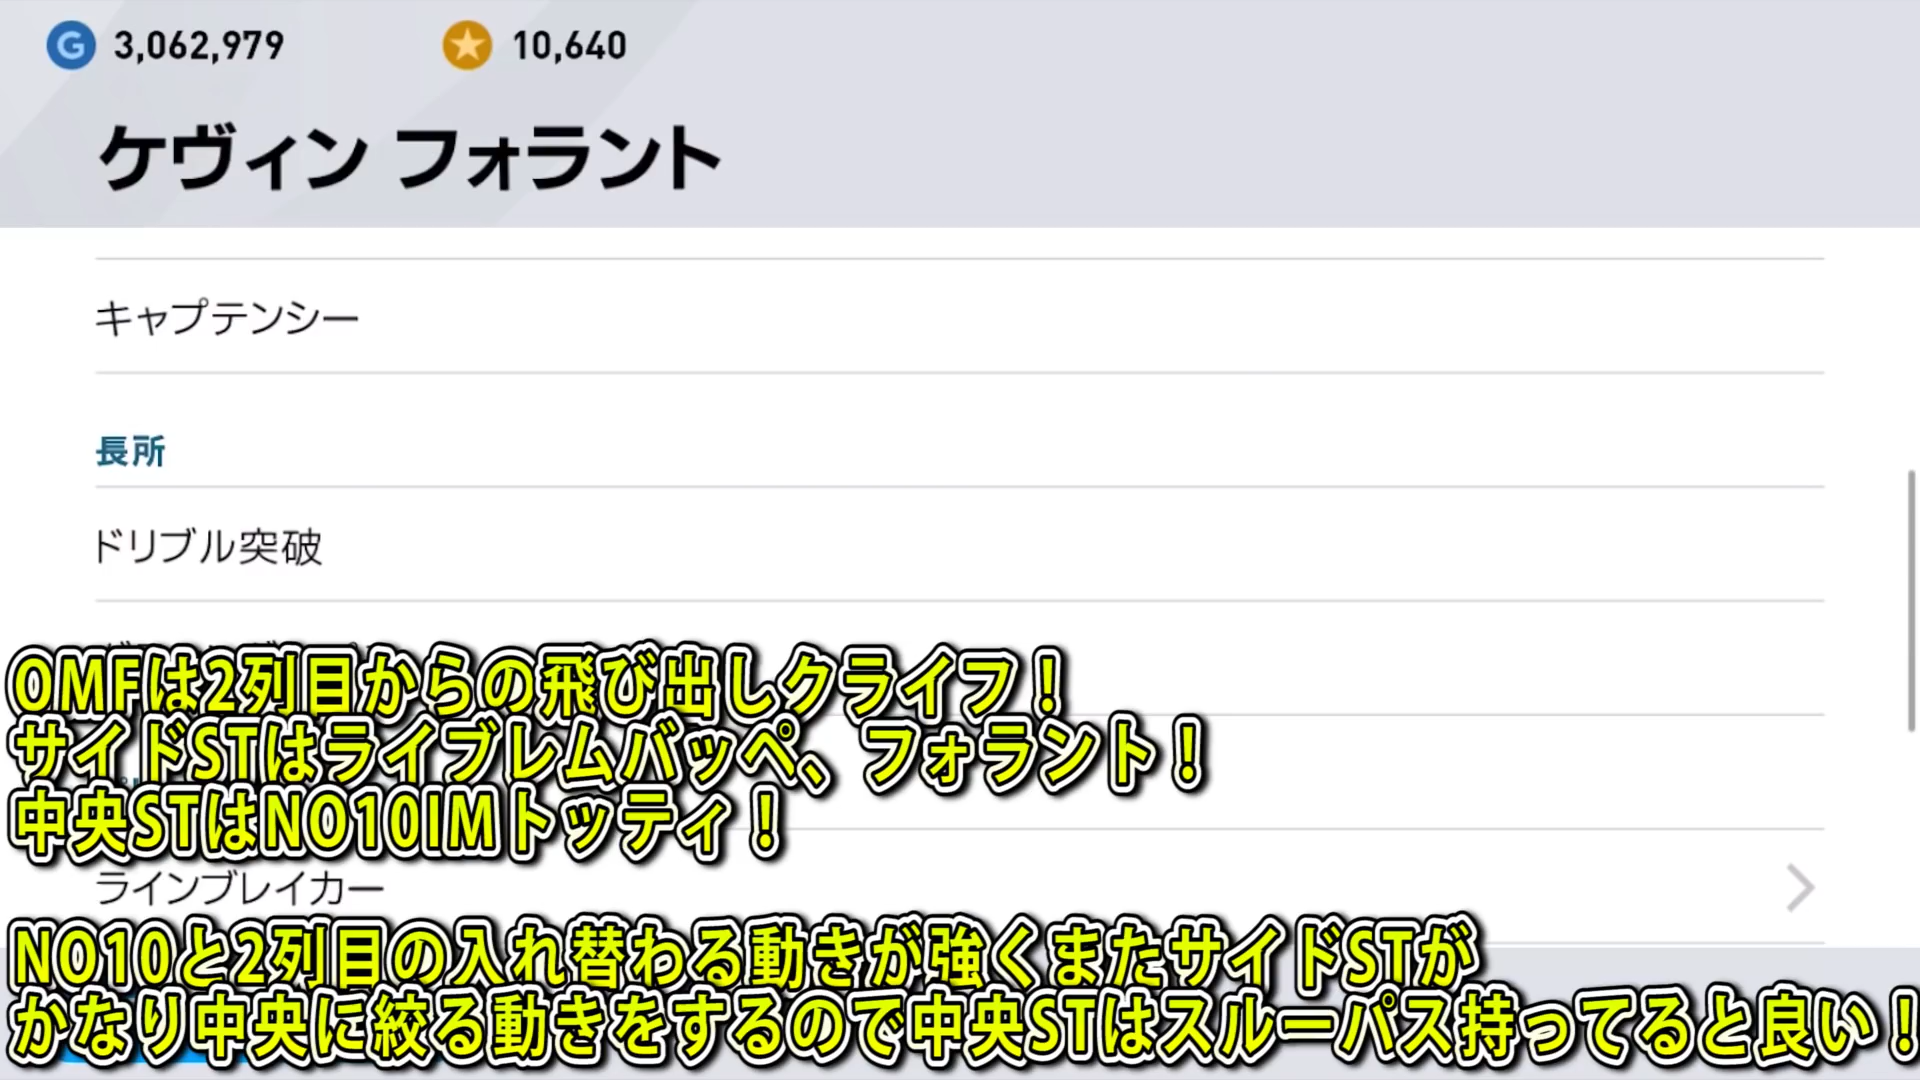 G 3,062,979 10,640
ケヴィン フォラント
キャプテンシー
長所
ドリブル突破
OMFは2列目からの飛び出しクライフ！
サイドSTはライブレムバッペ、フォラント！
中央STはNO10IMトッティ！
ラインブレイカー
NO10と2列目の入れ替わる動きが強くまたサイドSTが
かなり中央に絞る動きをするので中央STはスルーパス持ってると良い！